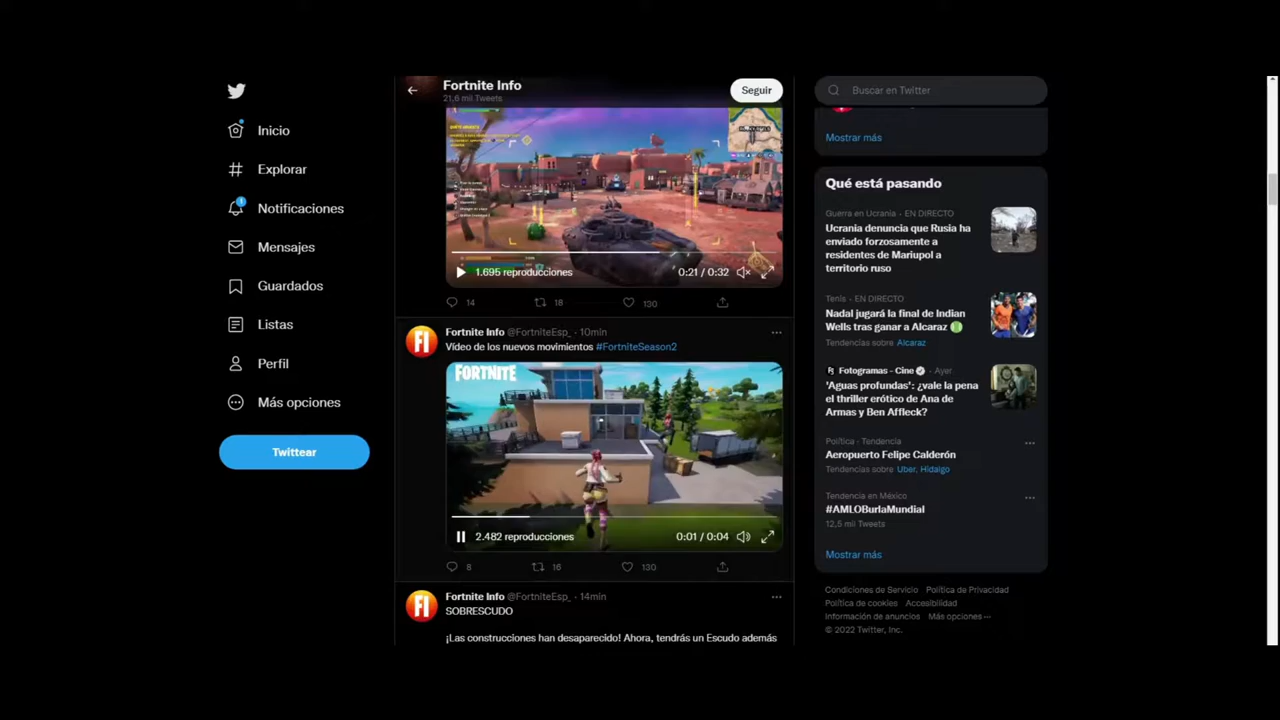 Inicio
Explorar
1
Notificaciones
Mensajes
Guardados
Listas
Perfil
Más opciones
Twittear
Fortnite Info
21,6 mil Tweets
Seguir
1.695 reproducciones
0:21 / 0:32
14
18
130
Fortnite Info @FortniteEsp_ · 10min
Vídeo de los nuevos movimientos #FortniteSeason2
FORTNITE
2.482 reproducciones
0:01 / 0:04
8
16
130
FI
Fortnite Info @FortniteEsp_ · 14min
SOBRESCUDO
¡Las construcciones han desaparecido! Ahora, tendrás un Escudo además
Buscar en Twitter
Mostrar más
Qué está pasando
Guerra en Ucrania · EN DIRECTO
Ucrania denuncia que Rusia ha
enviado forzosamente a
residentes de Mariupol a
territorio ruso
Tenis · EN DIRECTO
Nadal jugará la final de Indian
Wells tras ganar a Alcaraz
Tendencias sobre Alcaraz
Fotogramas - Cine · Ayer
'Aguas profundas': ¿vale la pena
el thriller erótico de Ana de
Armas y Ben Affleck?
Política · Tendencia
Aeropuerto Felipe Calderón
Tendencias sobre Uber, Hidalgo
Tendencia en México
#AMLOBurlaMundial
12,5 mil Tweets
Mostrar más
Condiciones de Servicio Política de Privacidad
Política de cookies Accesibilidad
Información de anuncios Más opciones ···
© 2022 Twitter, Inc.